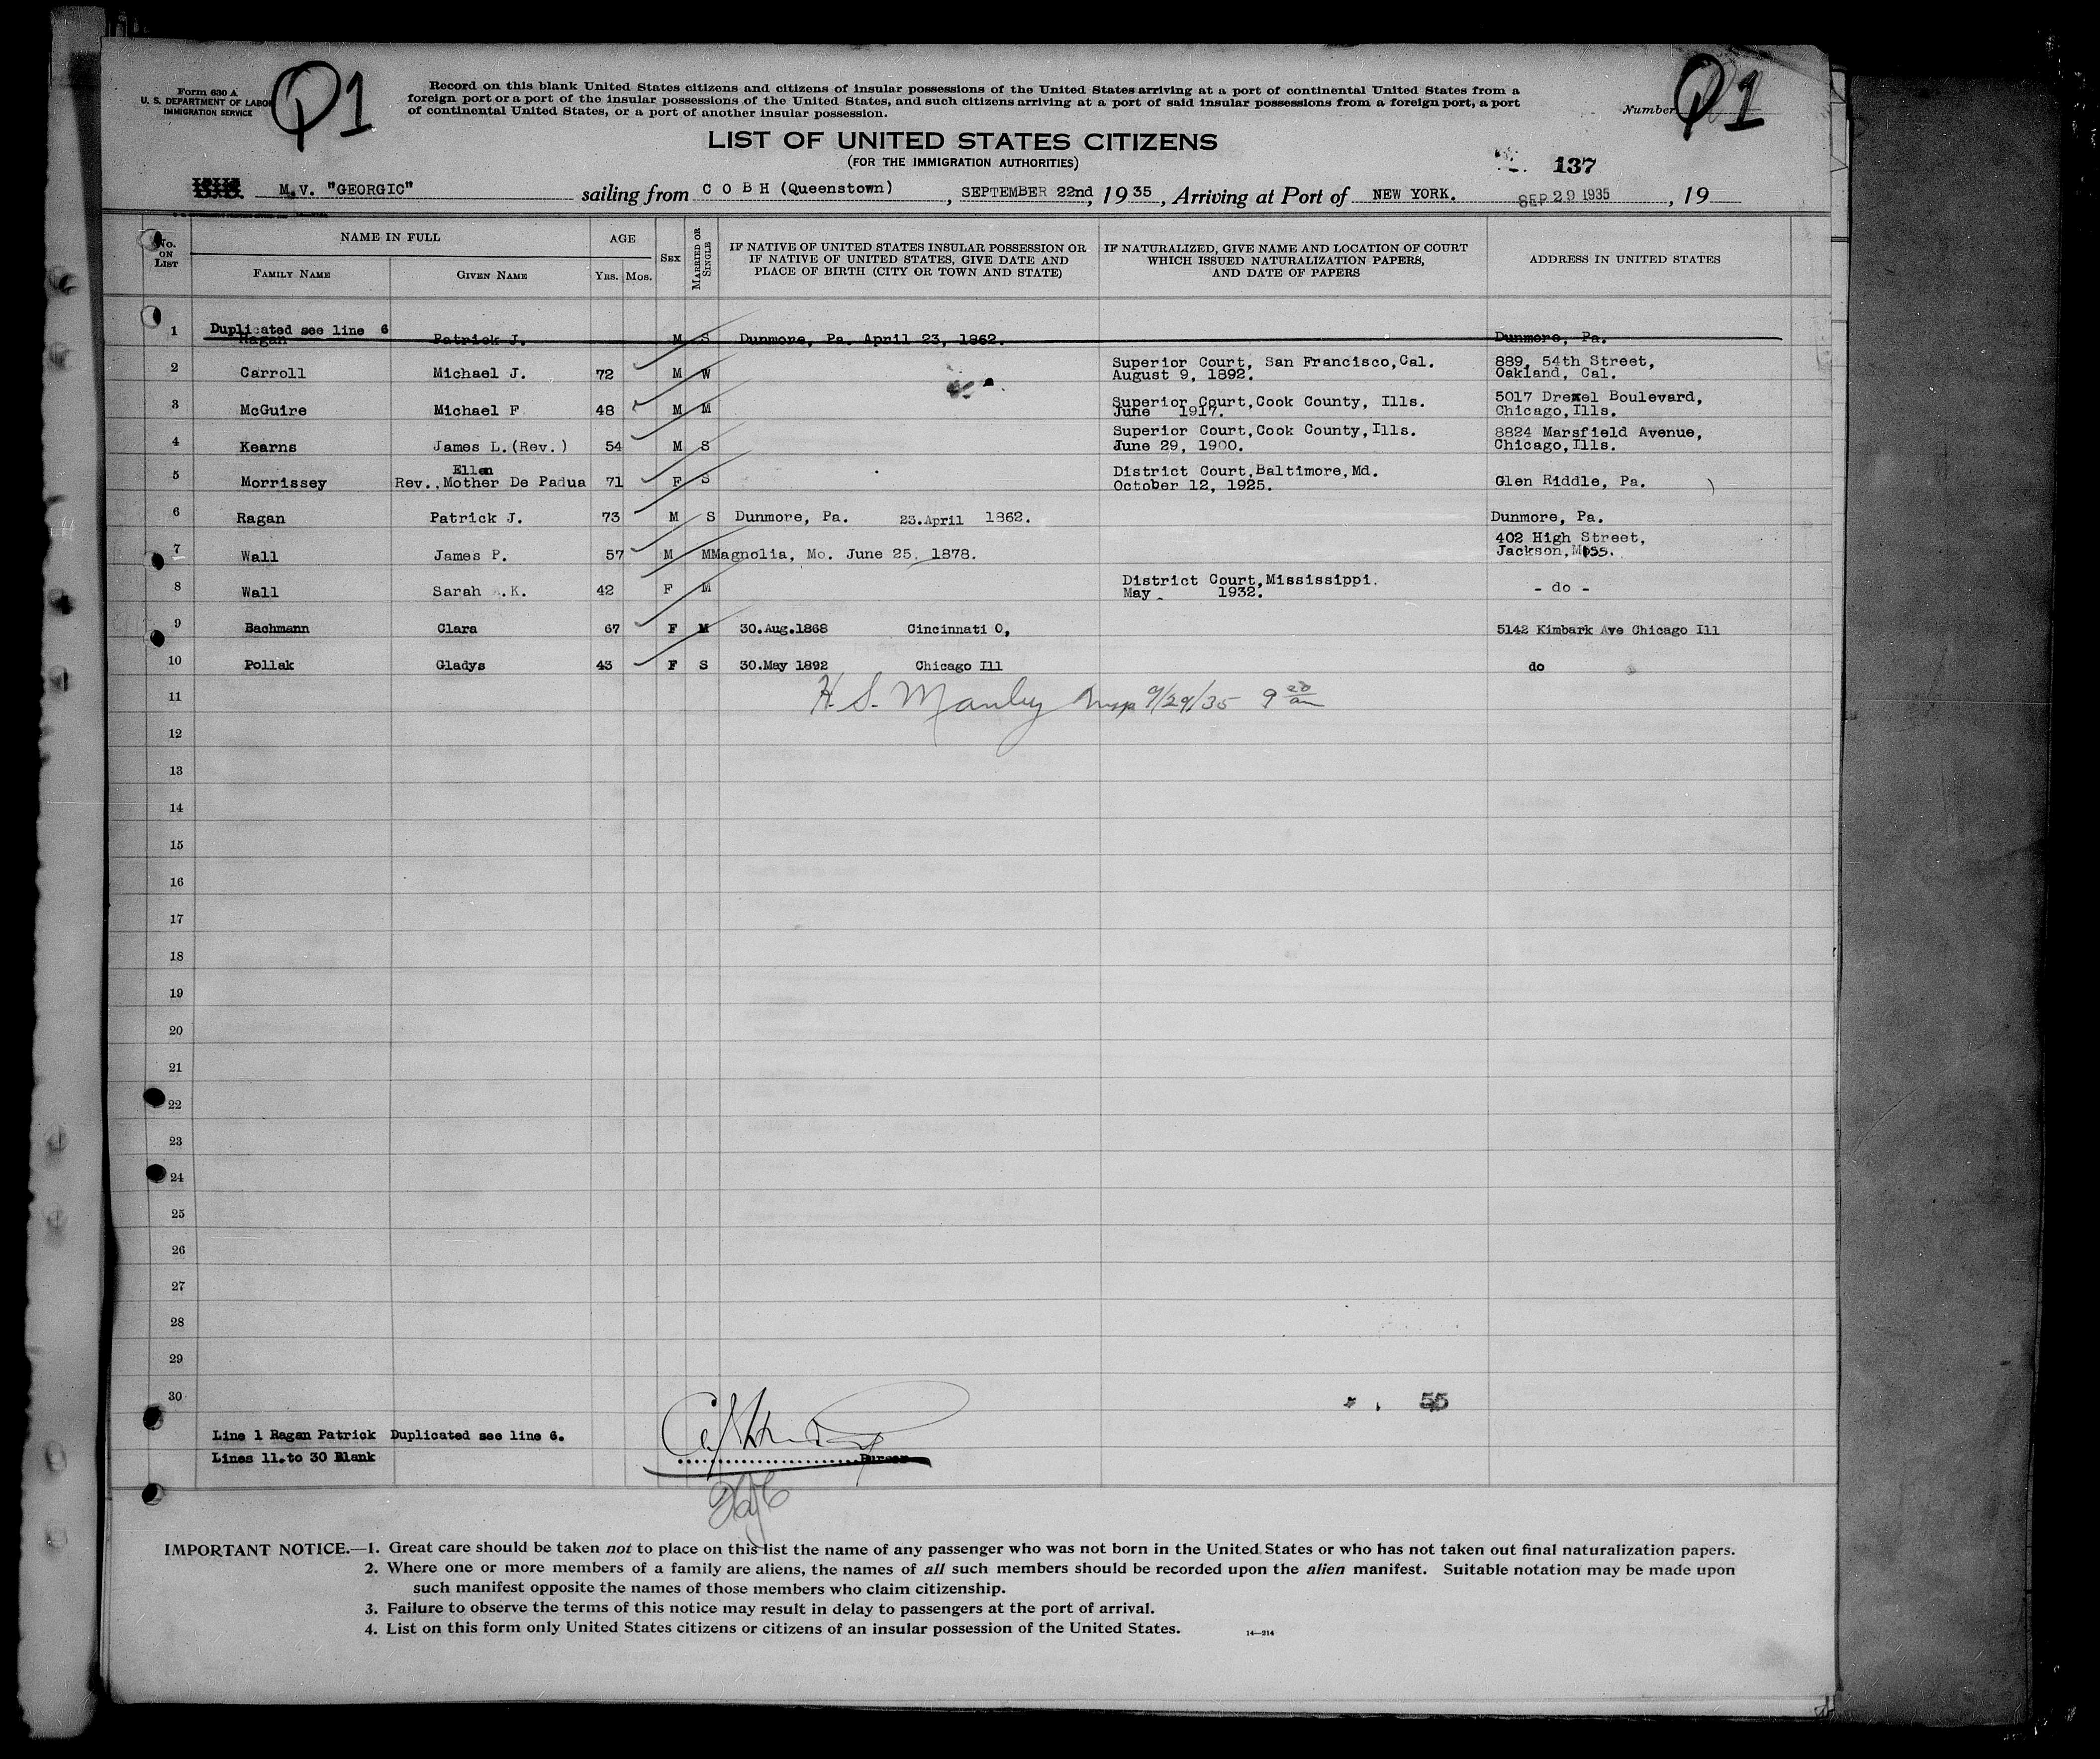 Form 630 A
U. S. DEPARTMENT OF LABOR
IMMIGRATION SERVICE
Q1
Record on this blank United States citizens and citizens of insular possessions of the United States arriving at a port of continental United States from a
foreign port or a port of the insular possessions of the United States, and such citizens arriving at a port of said insular possessions from a foreign port, a port
of continental United States, or a port of another insular possession.
Number
Q1
LIST OF UNITED STATES CITIZENS
(FOR THE IMMIGRATION AUTHORITIES)
137
M.V. "GEORGIC" sailing from C O B H (Queenstown), SEPTEMBER 22nd, 1935, Arriving at Port of NEW YORK. SEP 29 1935, 19
No. ON LIST NAME IN FULL AGE SEX MARRIED OR SINGLE IF NATIVE OF UNITED STATES INSULAR POSSESSION OR IF NATIVE OF UNITED STATES, GIVE DATE AND PLACE OF BIRTH (CITY OR TOWN AND STATE) IF NATURALIZED, GIVE NAME AND LOCATION OF COURT WHICH ISSUED NATURALIZATION PAPERS, AND DATE OF PAPERS ADDRESS IN UNITED STATES
FAMILY NAME GIVEN NAME YRS. MOS.
Duplicated see line 6
1 Ragan Patrick J. M S Dunmore, Pa. April 23, 1862. Dunmore, Pa.
2 Carroll Michael J. 72 M W Superior Court, San Francisco, Cal. August 9, 1892. 889, 54th Street, Oakland, Cal.
3 McGuire Michael F 48 M M Superior Court, Cook County, Ills. June 1917. 5017 Drexel Boulevard, Chicago, Ills.
4 Kearns James L. (Rev.) 54 M S Superior Court, Cook County, Ills. June 29, 1900. 8824 Marsfield Avenue, Chicago, Ills.
5 Morrissey Ellen Rev. Mother De Padua 71 F S District Court, Baltimore, Md. October 12, 1925. Glen Riddle, Pa.
6 Ragan Patrick J. 73 M S Dunmore, Pa. 23.April 1862. Dunmore, Pa.
7 Wall James P. 57 M M Magnolia, Mo. June 25, 1878. 402 High Street, Jackson, Miss.
8 Wall Sarah A.K. 42 F M District Court, Mississippi. May 1932. - do -
9 Bachmann Clara 67 F M 30.Aug.1868 Cincinnati O, 5142 Kimbark Ave Chicago Ill
10 Pollak Gladys 43 F S 30.May 1892 Chicago Ill do
11 H. S. Manley Insp 9/29/35 9 20 am
12
13
14
15
16
17
18
19
20
21
22
23
24
25
26
27
28
29
30
55
Line 1 Ragan Patrick Duplicated see line 6.
Lines 11.to 30 Blank
Purser
IMPORTANT NOTICE.—1. Great care should be taken not to place on this list the name of any passenger who was not born in the United States or who has not taken out final naturalization papers.
2. Where one or more members of a family are aliens, the names of all such members should be recorded upon the alien manifest. Suitable notation may be made upon
such manifest opposite the names of those members who claim citizenship.
3. Failure to observe the terms of this notice may result in delay to passengers at the port of arrival.
4. List on this form only United States citizens or citizens of an insular possession of the United States.
14—214